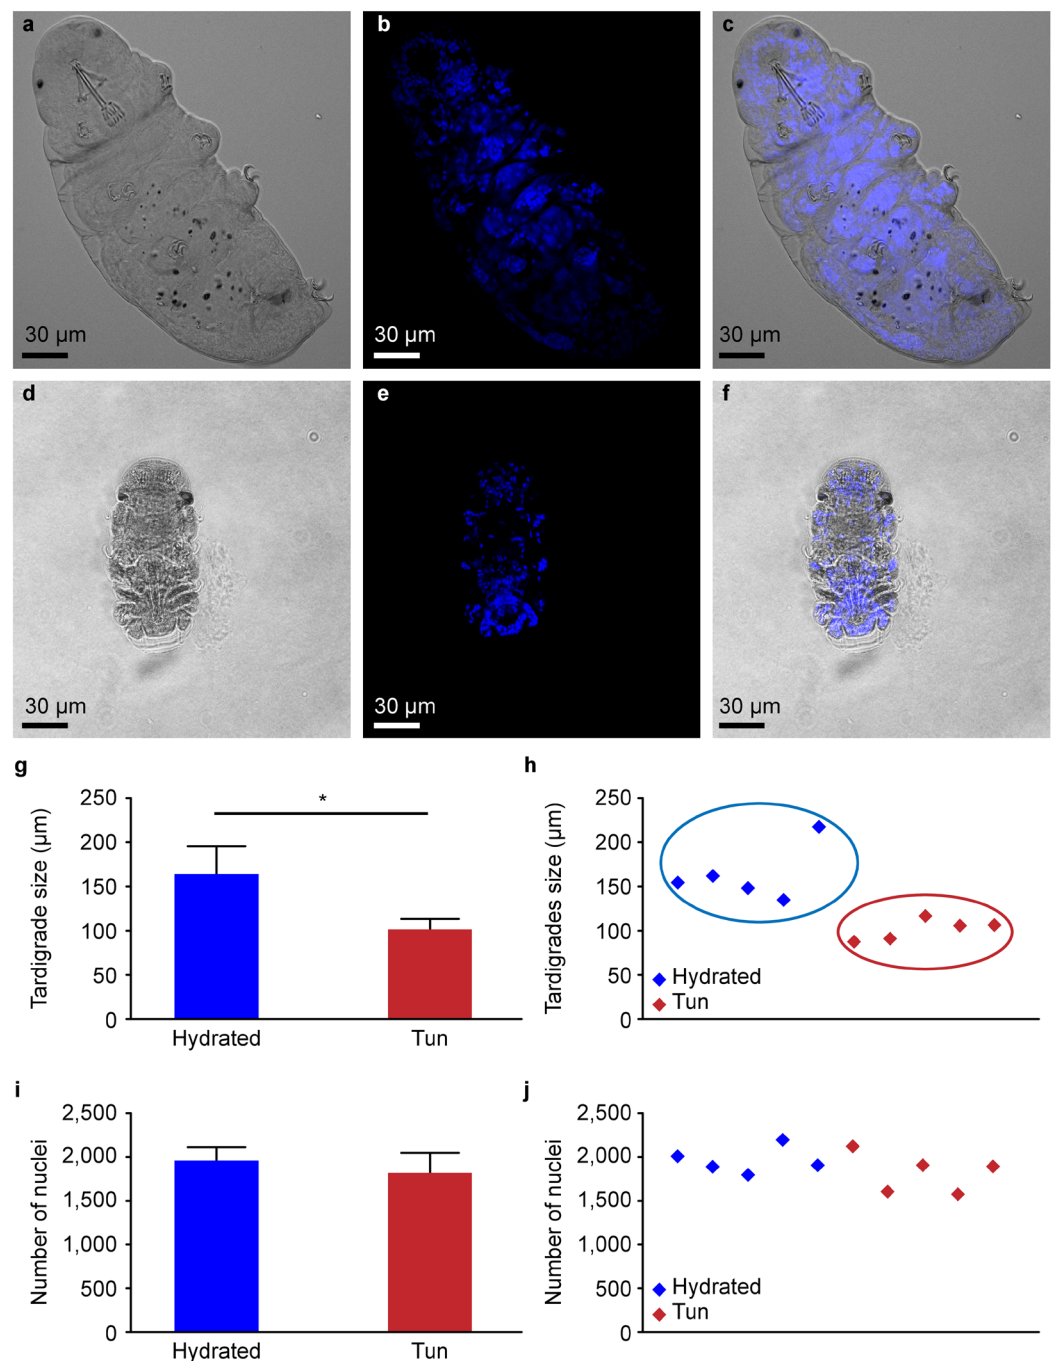 a
b
c
30 µm
30 µm
30 µm
d
e
f
30 µm
30 µm
30 µm
g
Tardigrade size (µm)
250
200
150
100
50
0
*
Hydrated
Tun
h
Tardigrades size (µm)
250
200
150
100
50
0
Hydrated
Tun
i
Number of nuclei
2,500
2,000
1,500
1,000
500
0
Hydrated
Tun
j
Number of nuclei
2,500
2,000
1,500
1,000
500
0
Hydrated
Tun